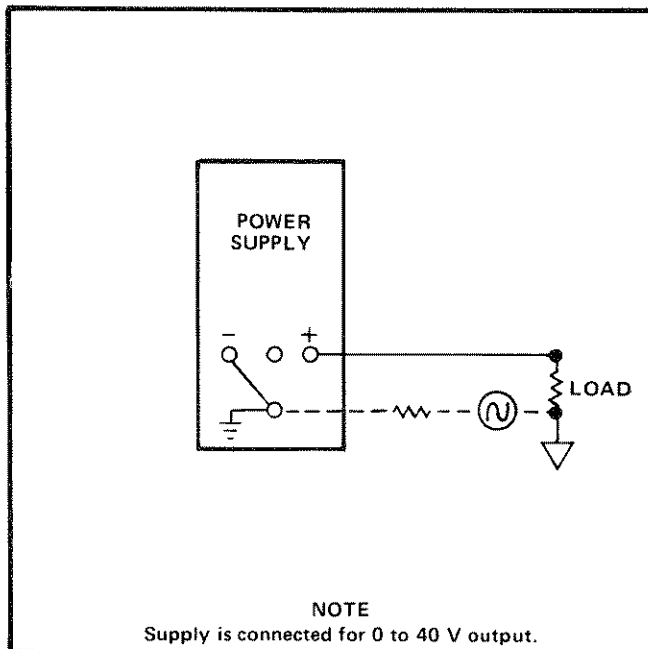 POWER
SUPPLY
− +
LOAD
NOTE
Supply is connected for 0 to 40 V output.